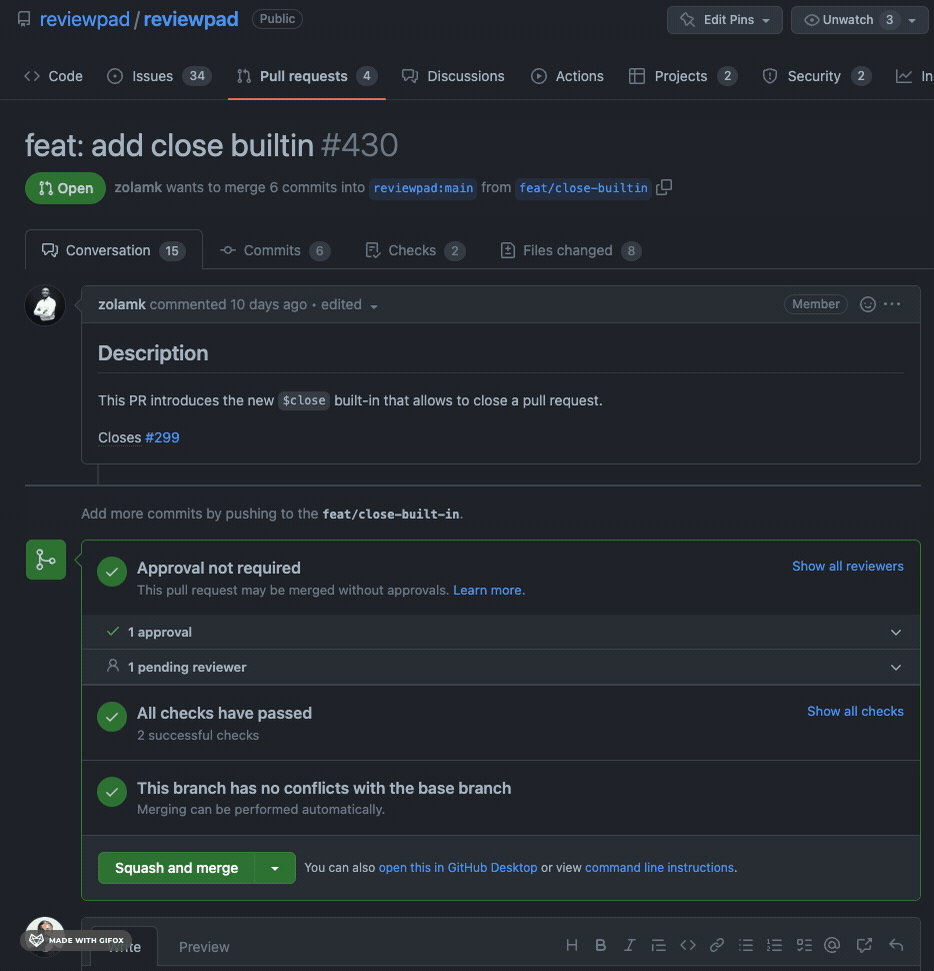 reviewpad / reviewpad Public Edit Pins Unwatch 3
Code Issues 34 Pull requests 4 Discussions Actions Projects 2 Security 2 In
feat: add close builtin #430
Open zolamk wants to merge 6 commits into reviewpad:main from feat/close-builtin
Conversation 15 Commits 6 Checks 2 Files changed 8
zolamk commented 10 days ago • edited Member
Description
This PR introduces the new $close built-in that allows to close a pull request.
Closes #299
Add more commits by pushing to the feat/close-built-in.
Approval not required Show all reviewers
This pull request may be merged without approvals. Learn more.
1 approval
1 pending reviewer
All checks have passed Show all checks
2 successful checks
This branch has no conflicts with the base branch
Merging can be performed automatically.
Squash and merge You can also open this in GitHub Desktop or view command line instructions.
MADE WITH GIFOX Preview H B I